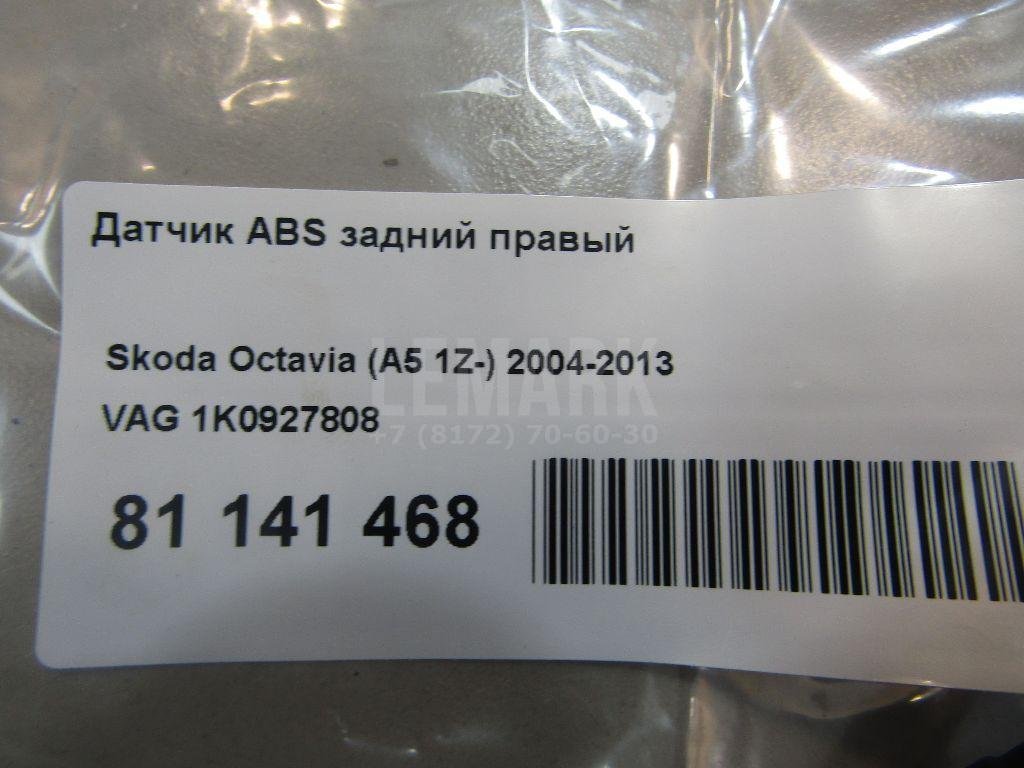 Датчик ABS задний правый
Skoda Octavia (A5 1Z-) 2004-2013
LEMARK
VAG 1K0927808
+7 (8172) 70-60-30
81 141 468